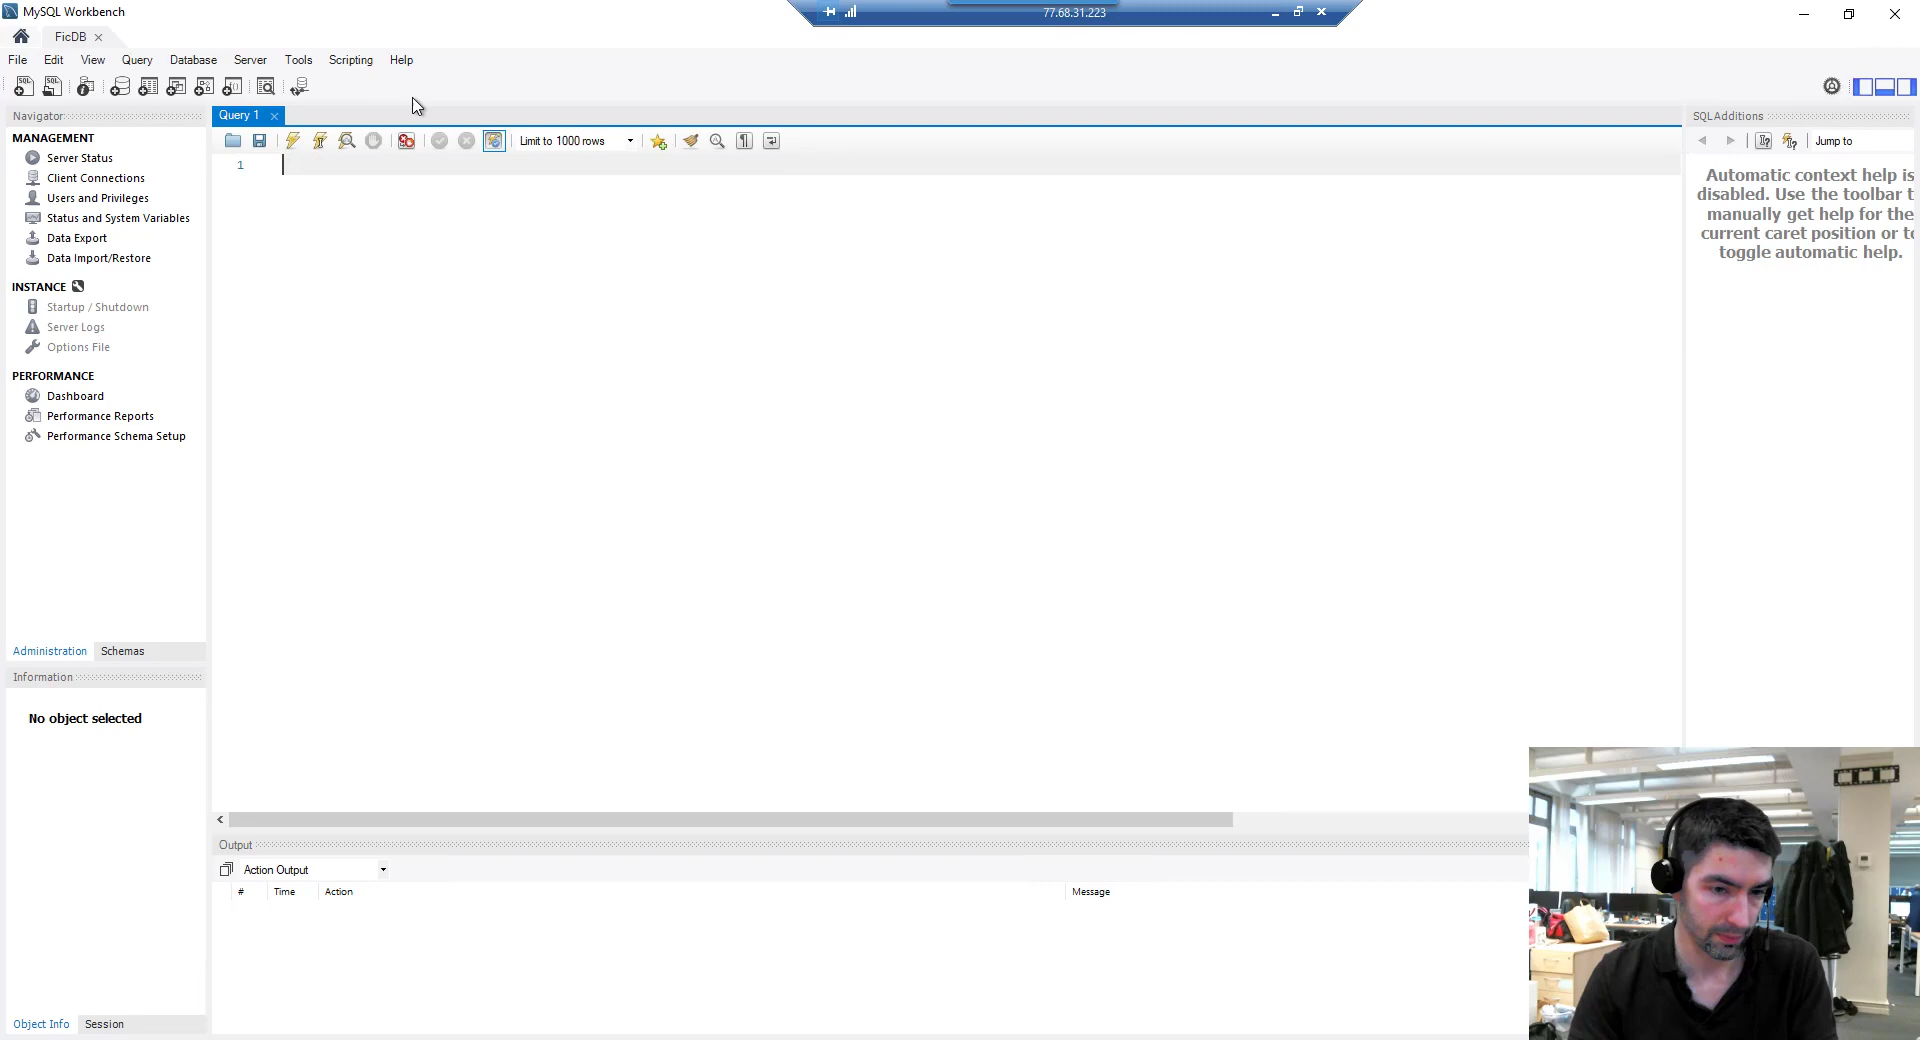 MySQL Workbench
77.68.31.223
FicDB
File Edit View Query Database Server Tools Scripting Help
Navigator
MANAGEMENT
Server Status
Client Connections
Users and Privileges
Status and System Variables
Data Export
Data Import/Restore
INSTANCE
Startup / Shutdown
Server Logs
Options File
PERFORMANCE
Dashboard
Performance Reports
Performance Schema Setup
Administration Schemas
Information
No object selected
Object Info Session
Query 1
Limit to 1000 rows
1
Output
Action Output
# Time Action Message
SQLAdditions
Jump to
Automatic context help is
disabled. Use the toolbar t
manually get help for the
current caret position or to
toggle automatic help.